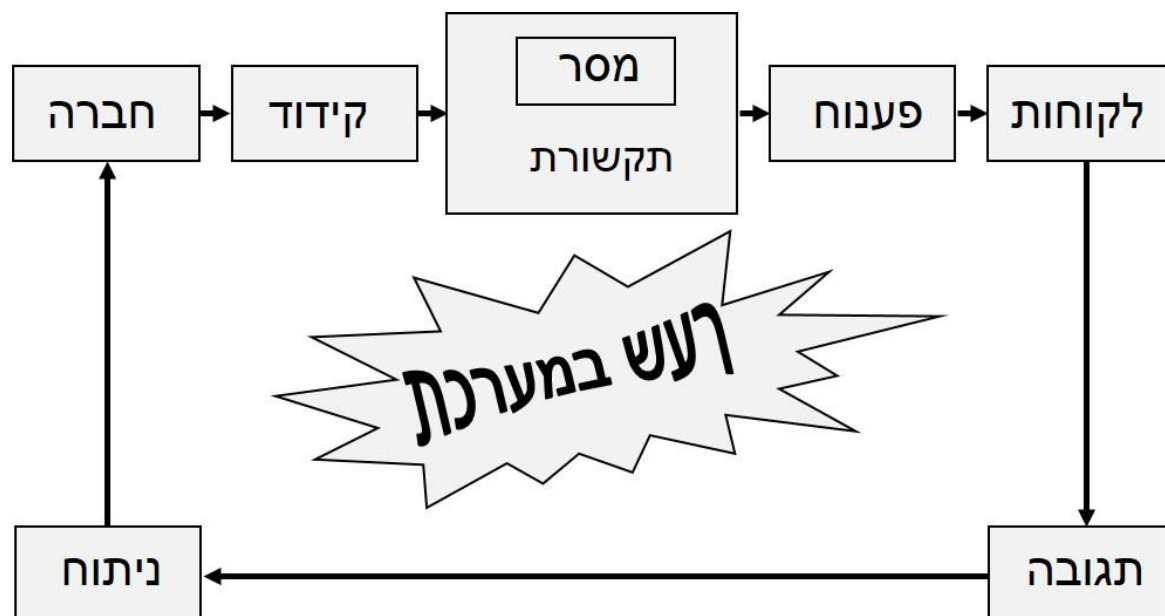 חברה
קידוד
מסר
תקשורת
פענוח
לקוחות
רעש במערכת
תגובה
ניתוח